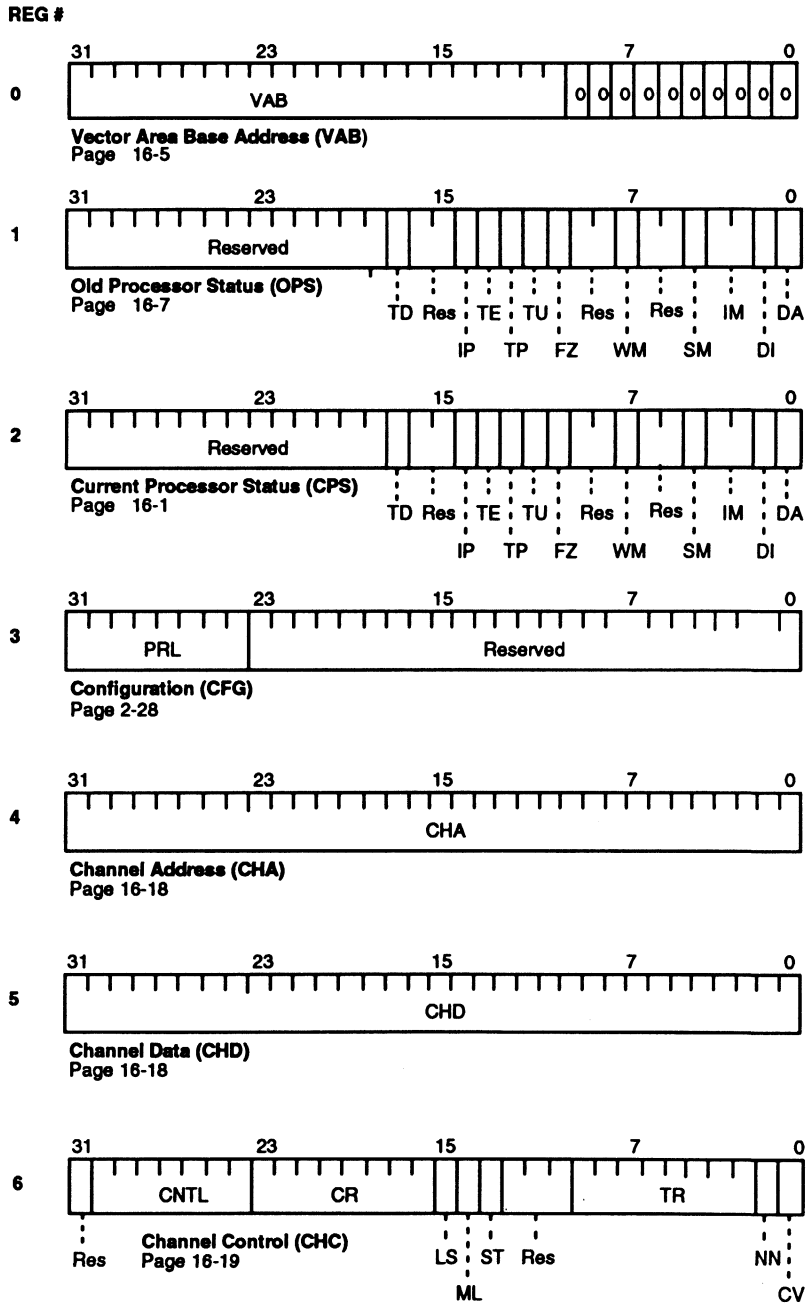 REG #
31 23 15 7 0
0 VAB 0 0 0 0 0 0 0 0 0 0
Vector Area Base Address (VAB)
Page 16-5
31 23 15 7 0
1 Reserved
Old Processor Status (OPS)
Page 16-7
TD Res TE TU Res Res IM DA
IP TP FZ WM SM DI
31 23 15 7 0
2 Reserved
Current Processor Status (CPS)
Page 16-1
TD Res TE TU Res Res IM DA
IP TP FZ WM SM DI
31 23 15 7 0
3 PRL Reserved
Configuration (CFG)
Page 2-28
31 23 15 7 0
4 CHA
Channel Address (CHA)
Page 16-18
31 23 15 7 0
5 CHD
Channel Data (CHD)
Page 16-18
31 23 15 7 0
6 CNTL CR TR
Channel Control (CHC)
Res Page 16-19 LS ST Res NN
ML CV